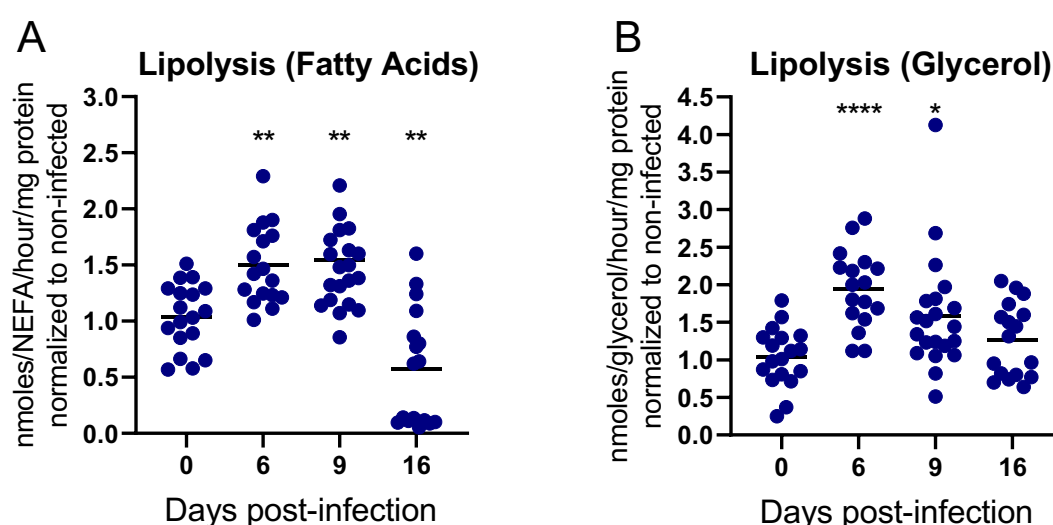 A
Lipolysis (Fatty Acids)
nmoles/NEFA/hour/mg protein
normalized to non-infected
3.0
2.5
2.0
1.5
1.0
0.5
0.0
** ** **
0 6 9 16
Days post-infection
B
Lipolysis (Glycerol)
nmoles/glycerol/hour/mg protein
normalized to non-infected
4.5
4.0
3.5
3.0
2.5
2.0
1.5
1.0
0.5
0.0
**** *
0 6 9 16
Days post-infection